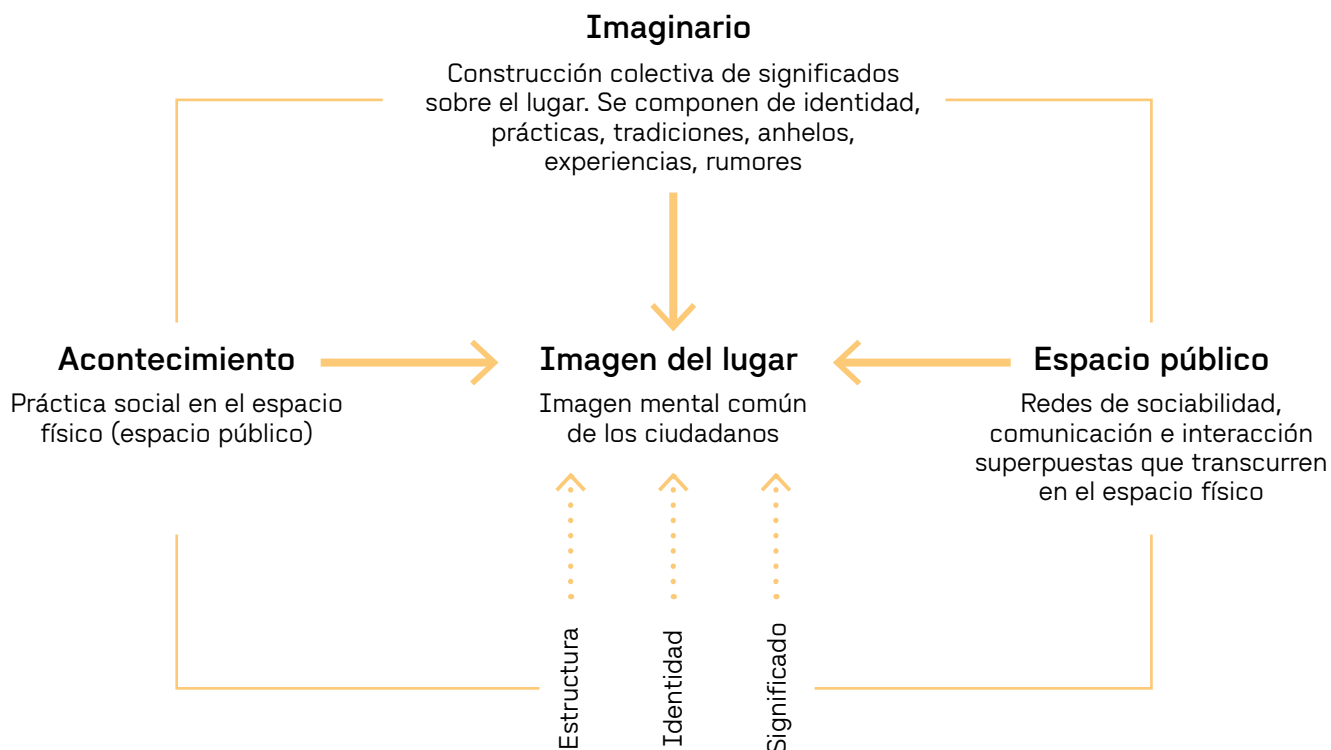 Imaginario
Construcción colectiva de significados
sobre el lugar. Se componen de identidad,
prácticas, tradiciones, anhelos,
experiencias, rumores
Acontecimiento
Práctica social en el espacio
físico (espacio público)
Imagen del lugar
Imagen mental común
de los ciudadanos
Espacio público
Redes de sociabilidad,
comunicación e interacción
superpuestas que transcurren
en el espacio físico
Estructura
Identidad
Significado